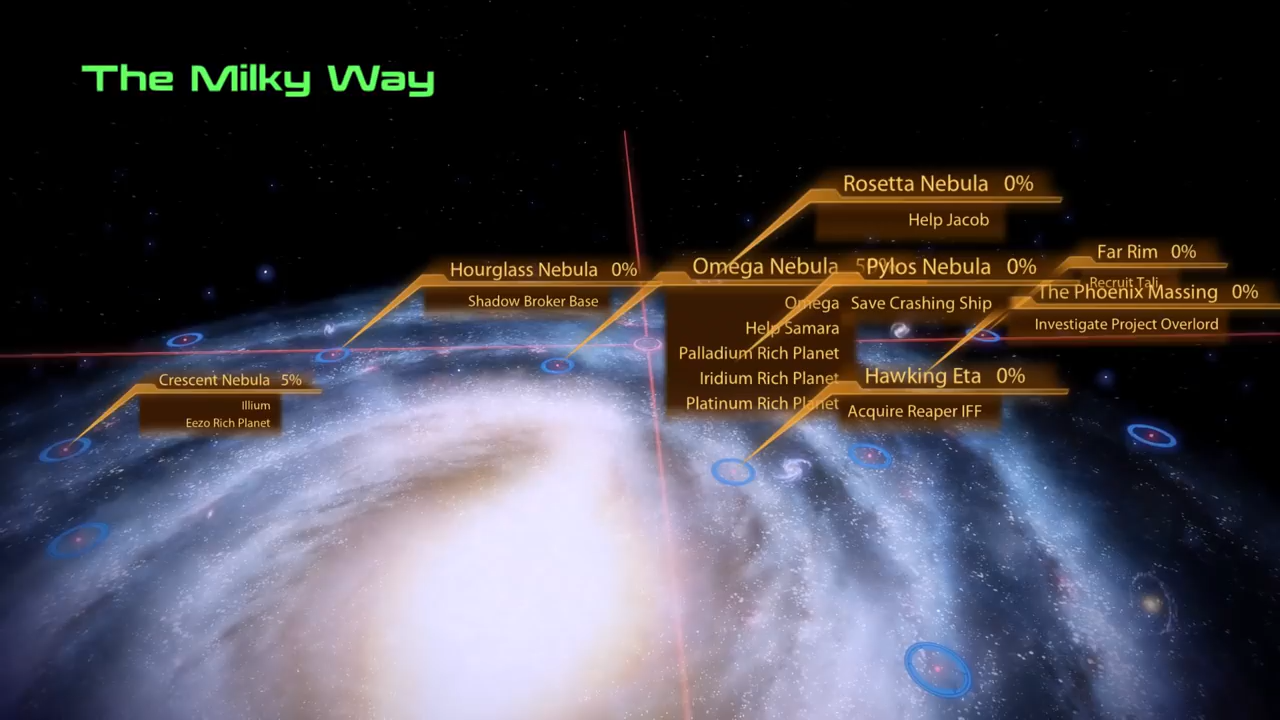 The Milky Way
Rosetta Nebula 0%
Help Jacob
Far Rim 0%
Recruit Tali
Hourglass Nebula 0%
Shadow Broker Base
Omega Nebula
Omega
Help Samara
Palladium Rich Planet
Iridium Rich Planet
Platinum Rich Planet
Pylos Nebula 0%
Save Crashing Ship
The Phoenix Massing 0%
Investigate Project Overlord
Crescent Nebula 5%
Illium
Eezo Rich Planet
Hawking Eta 0%
Acquire Reaper IFF